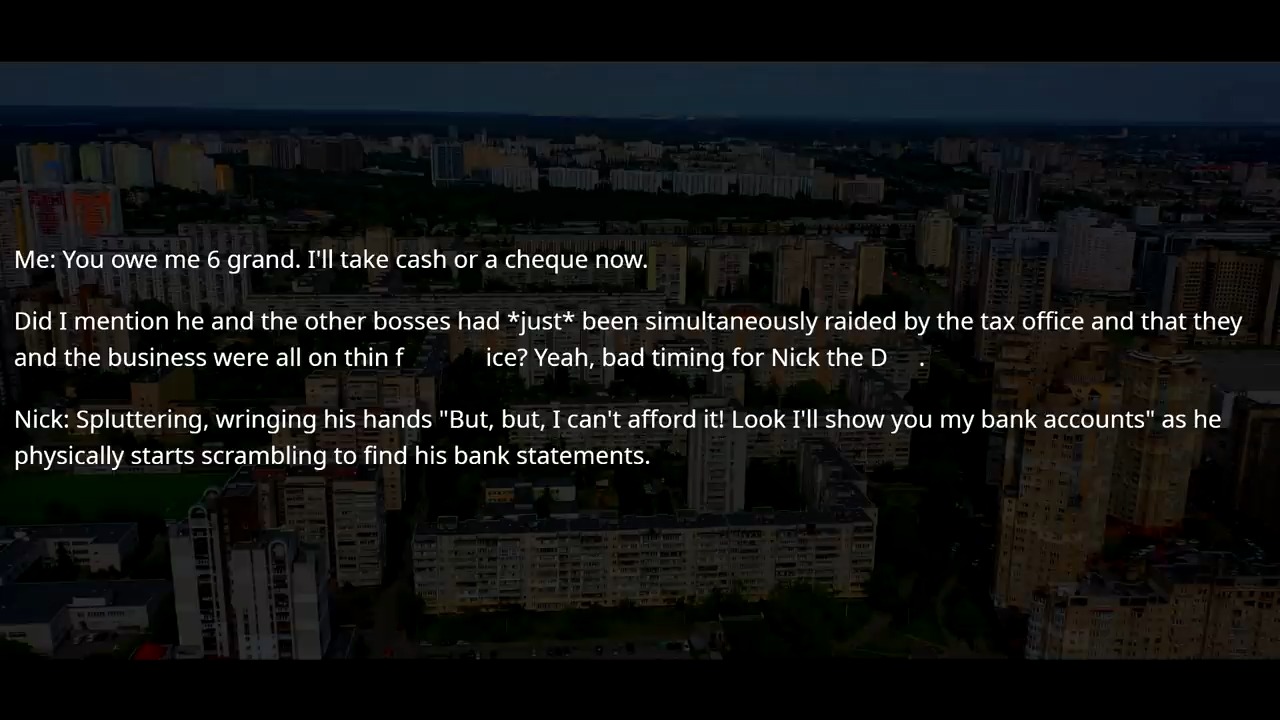 Me: You owe me 6 grand. I'll take cash or a cheque now.
Did I mention he and the other bosses had *just* been simultaneously raided by the tax office and that they
and the business were all on thin f ice? Yeah, bad timing for Nick the D .
Nick: Spluttering, wringing his hands "But, but, I can't afford it! Look I'll show you my bank accounts" as he
physically starts scrambling to find his bank statements.